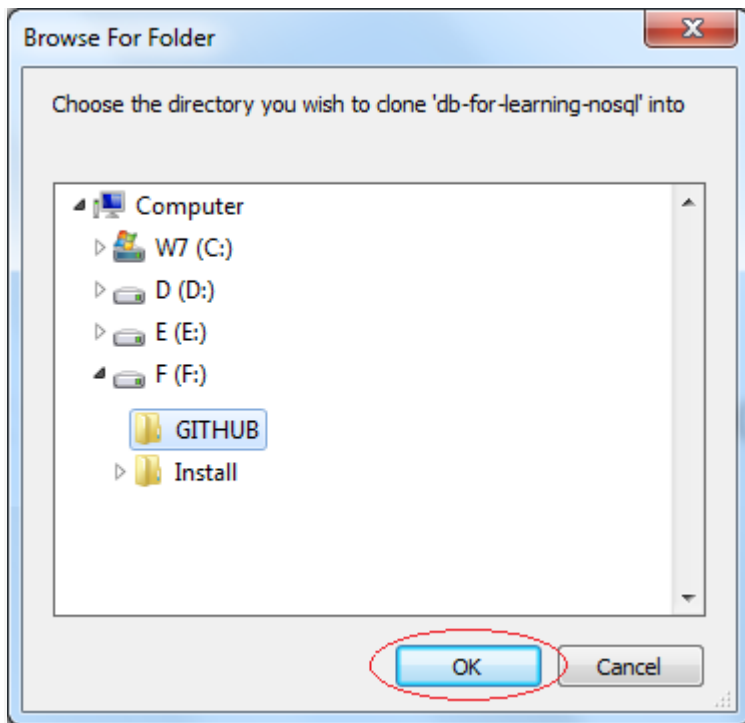 Browse For Folder
Choose the directory you wish to clone 'db-for-learning-nosql' into
Computer
W7 (C:)
D (D:)
E (E:)
F (F:)
GITHUB
Install
OK Cancel